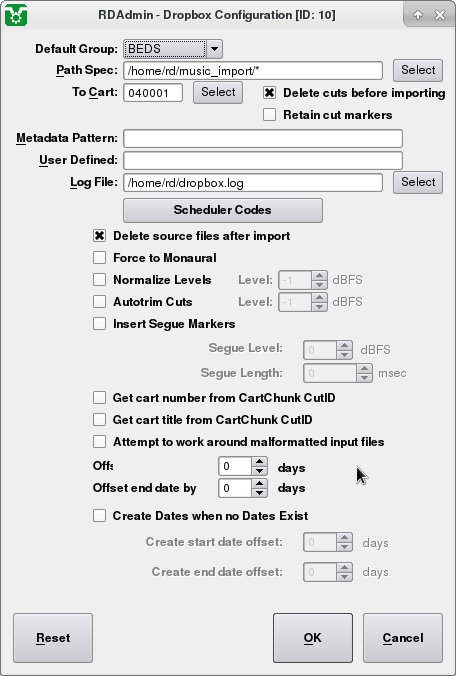 RDAdmin - Dropbox Configuration [ID: 10]
Default Group: BEDS
Path Spec: /home/rd/music_import/* Select
To Cart: 040001 Select Delete cuts before importing
Retain cut markers
Metadata Pattern:
User Defined:
Log File: /home/rd/dropbox.log Select
Scheduler Codes
Delete source files after import
Force to Monaural
Normalize Levels Level: -1 dBFS
Autotrim Cuts Level: -1 dBFS
Insert Segue Markers
Segue Level: 0 dBFS
Segue Length: 0 msec
Get cart number from CartChunk CutID
Get cart title from CartChunk CutID
Attempt to work around malformatted input files
Offs 0 days
Offset end date by 0 days
Create Dates when no Dates Exist
Create start date offset: 0 days
Create end date offset: 0 days
Reset OK Cancel